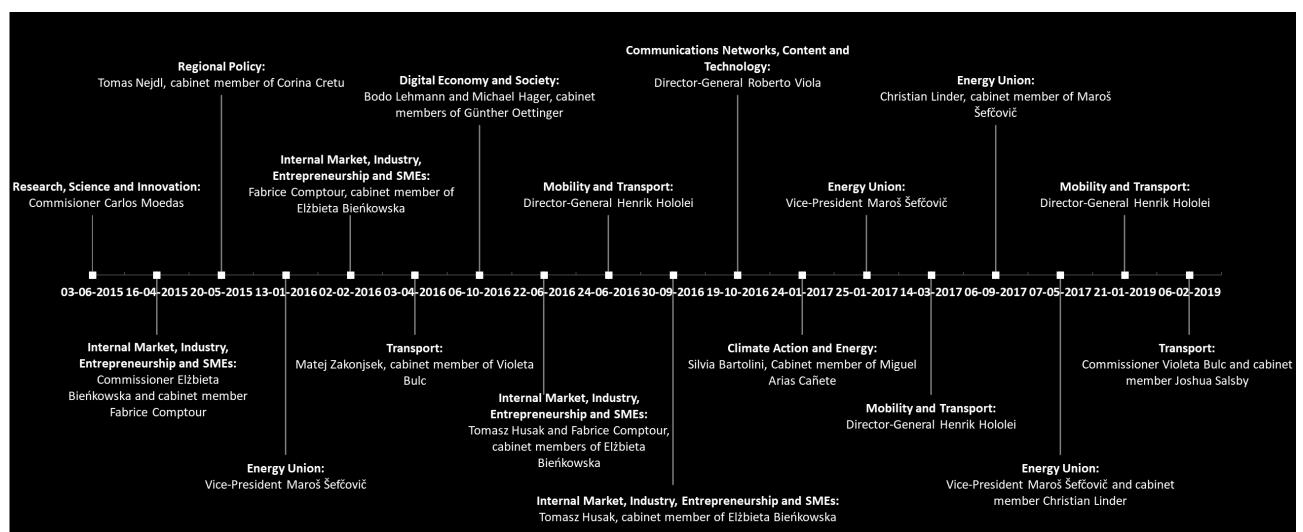 Communications Networks, Content and
Technology:
Director-General Roberto Viola
Regional Policy:
Tomas Nejdl, cabinet member of Corina Cretu
Digital Economy and Society:
Bodo Lehmann and Michael Hager, cabinet
members of Günther Oettinger
Energy Union:
Christian Linder, cabinet member of Maroš
Šefčovič
Internal Market, Industry,
Entrepreneurship and SMEs:
Fabrice Comptour, cabinet member of
Elżbieta Bieńkowska
Research, Science and Innovation:
Commisioner Carlos Moedas
Mobility and Transport:
Director-General Henrik Hololei
Energy Union:
Vice-President Maroš Šefčovič
Mobility and Transport:
Director-General Henrik Hololei
03-06-2015 16-04-2015 20-05-2015 13-01-2016 02-02-2016 03-04-2016 06-10-2016 22-06-2016 24-06-2016 30-09-2016 19-10-2016 24-01-2017 25-01-2017 14-03-2017 06-09-2017 07-05-2017 21-01-2019 06-02-2019
Internal Market, Industry,
Entrepreneurship and SMEs:
Commissioner Elżbieta
Bieńkowska and cabinet member
Fabrice Comptour
Transport:
Matej Zakonjsek, cabinet member of Violeta
Bulc
Climate Action and Energy:
Silvia Bartolini, Cabinet member of Miguel
Arias Cañete
Transport:
Commissioner Violeta Bulc and cabinet
member Joshua Salsby
Internal Market, Industry,
Entrepreneurship and SMEs:
Tomasz Husak and Fabrice Comptour,
cabinet members of Elżbieta
Bieńkowska
Mobility and Transport:
Director-General Henrik Hololei
Energy Union:
Vice-President Maroš Šefčovič
Energy Union:
Vice-President Maroš Šefčovič and cabinet
member Christian Linder
Internal Market, Industry, Entrepreneurship and SMEs:
Tomasz Husak, cabinet member of Elżbieta Bieńkowska